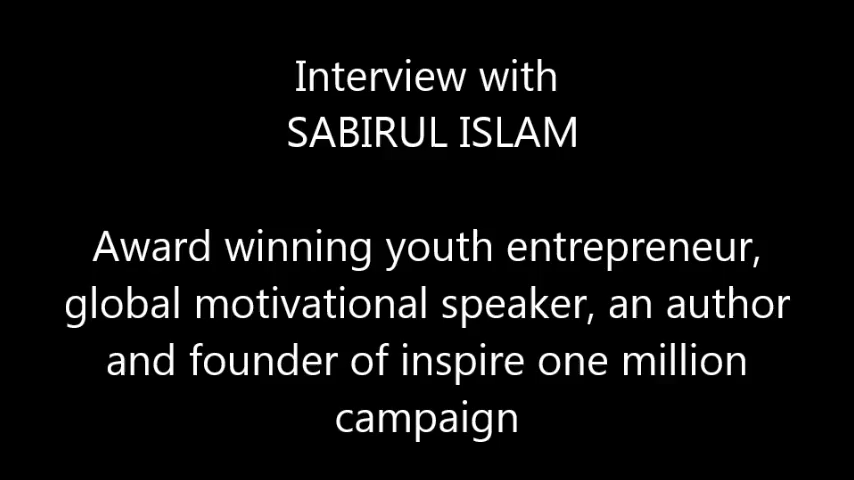 Interview with
SABIRUL ISLAM
Award winning youth entrepreneur,
global motivational speaker, an author
and founder of inspire one million
campaign